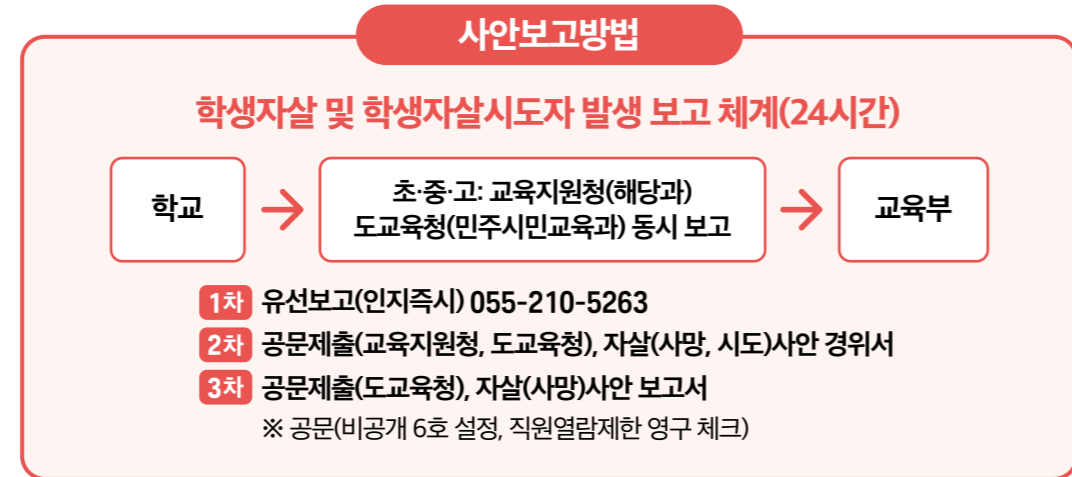 사안보고방법
학생자살 및 학생자살시도자 발생 보고 체계(24시간)
학교
초·중·고: 교육지원청(해당과)
도교육청(민주시민교육과) 동시 보고
교육부
1차 유선보고(인지즉시) 055-210-5263
2차 공문제출(교육지원청, 도교육청), 자살(사망, 시도)사안 경위서
3차 공문제출(도교육청), 자살(사망)사안 보고서
※ 공문(비공개 6호 설정, 직원열람제한 영구 체크)